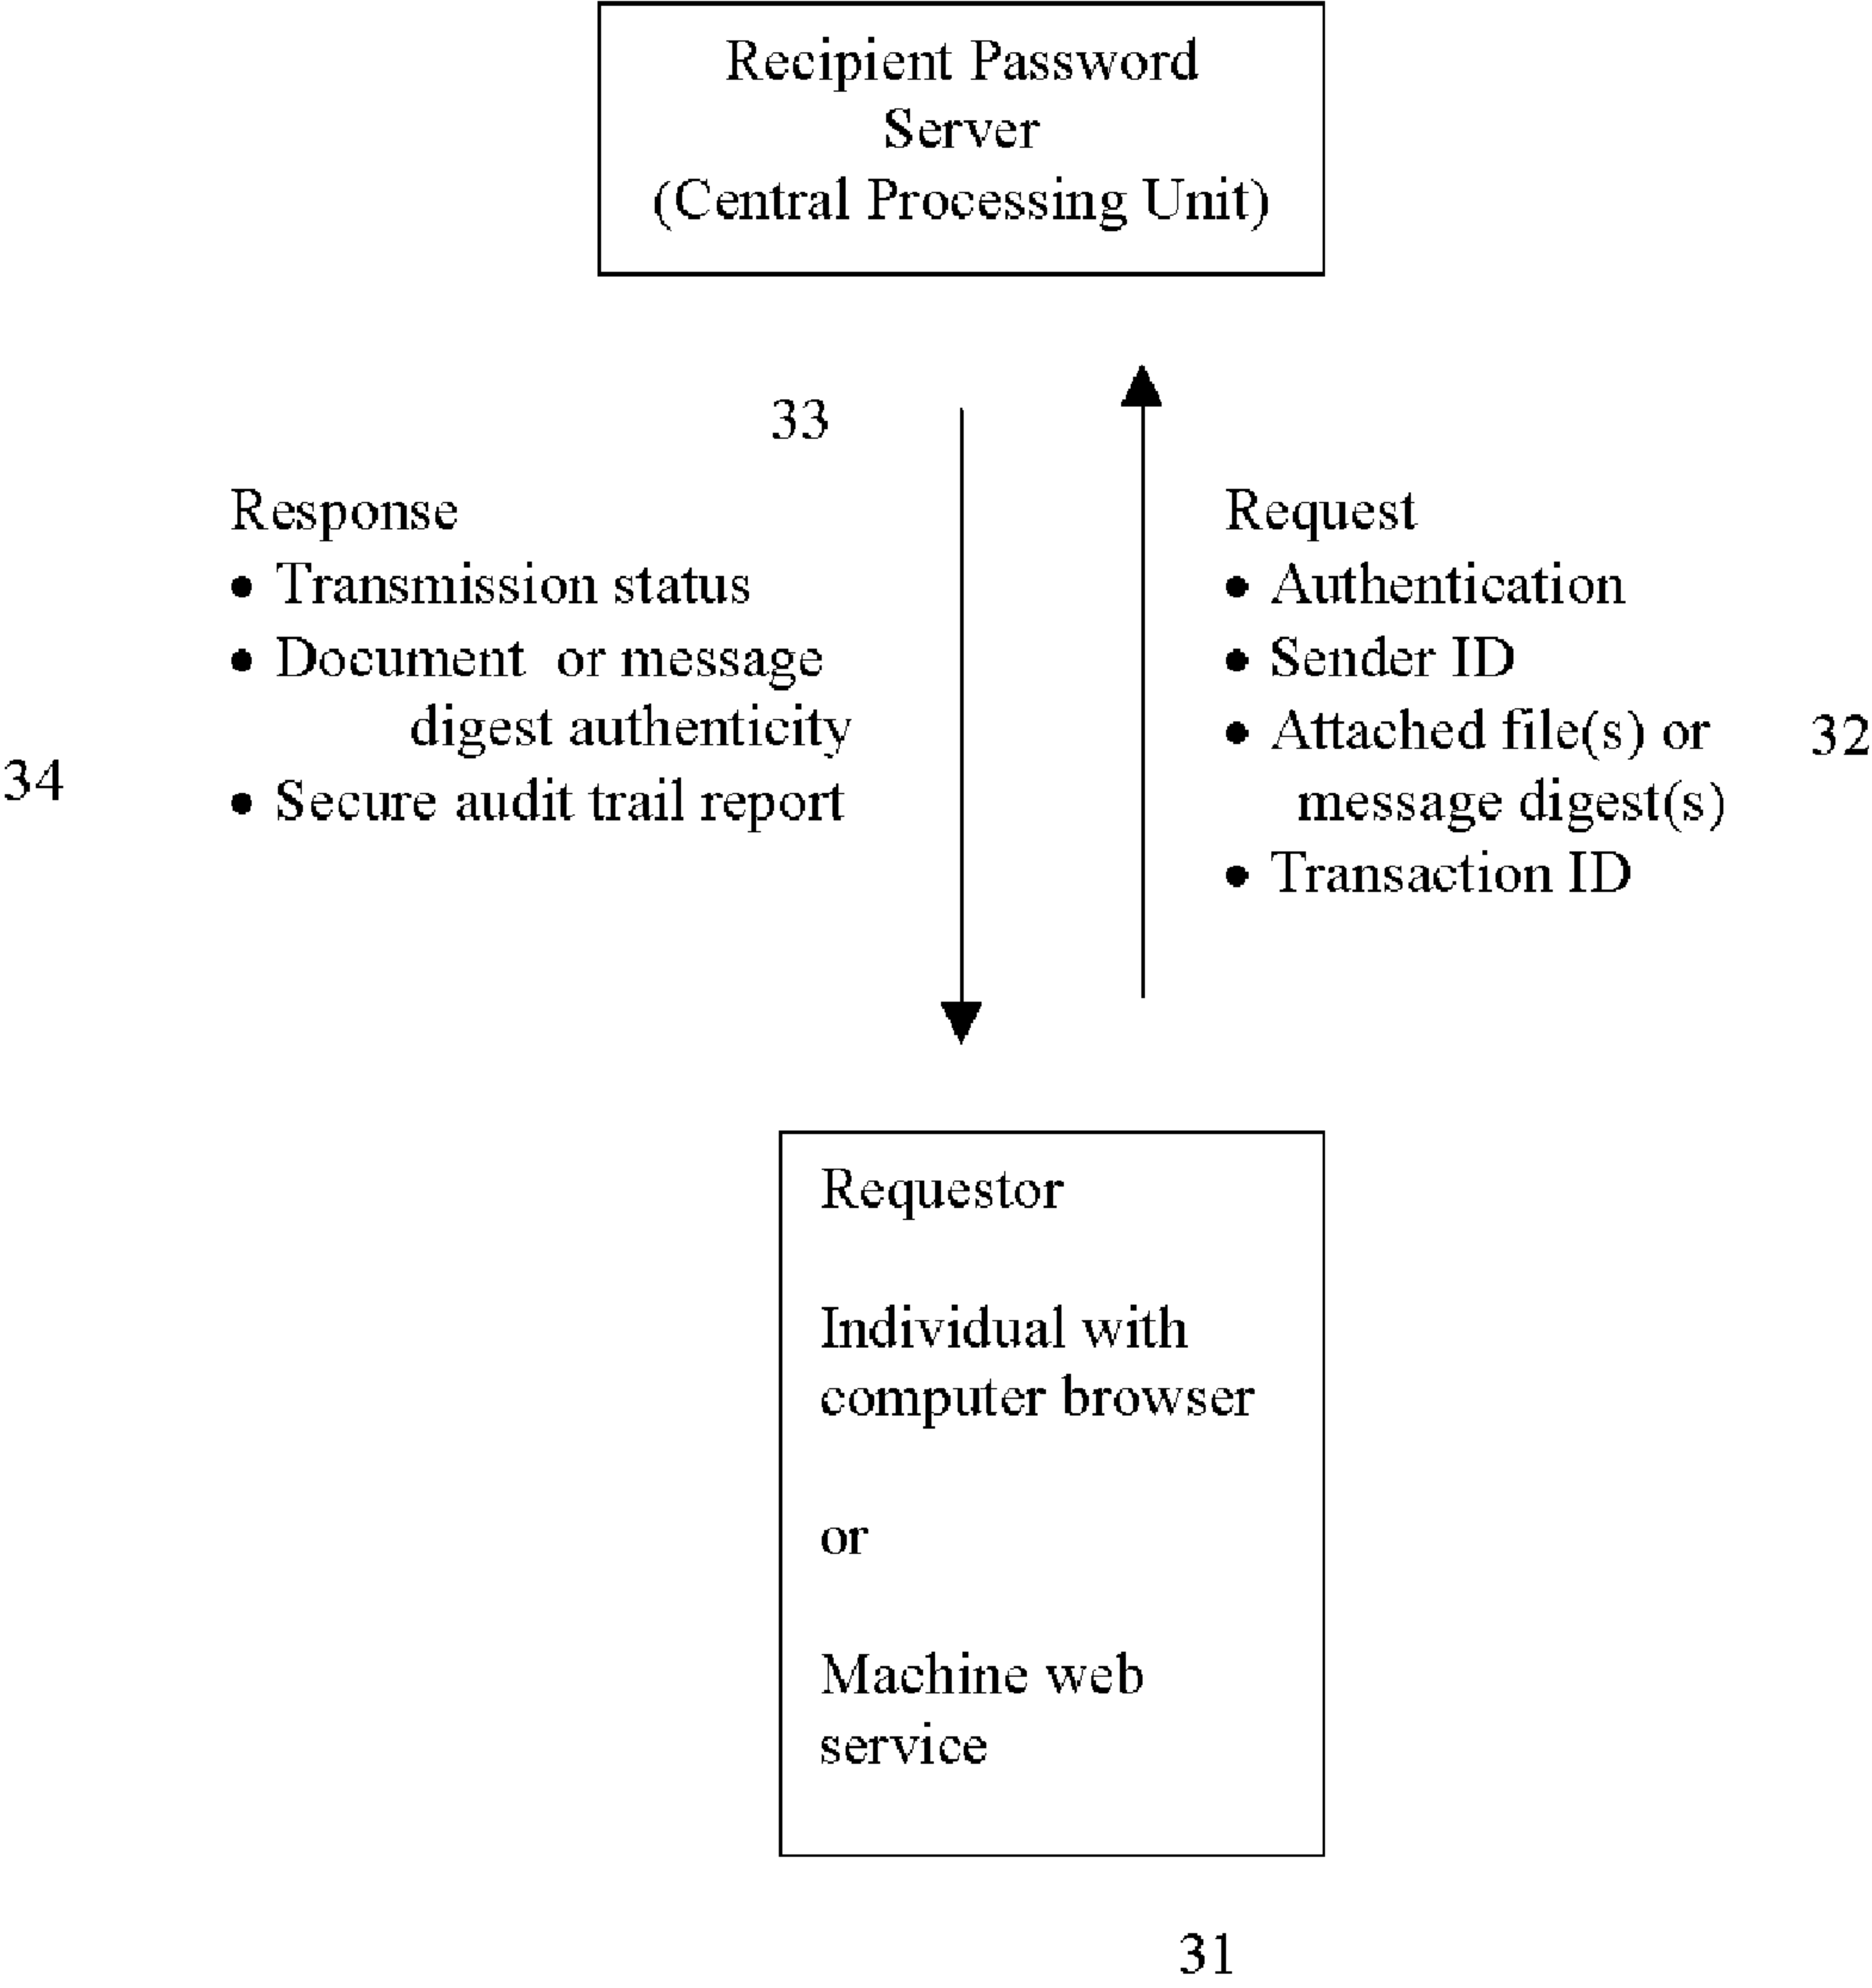 Recipient Password
Server
(Central Processing Unit)
33
Response
● Transmission status
● Document or message
digest authenticity
● Secure audit trail report
34
Request
● Authentication
● Sender ID
● Attached file(s) or
message digest(s)
● Transaction ID
32
Requestor
Individual with
computer browser
or
Machine web
service
31